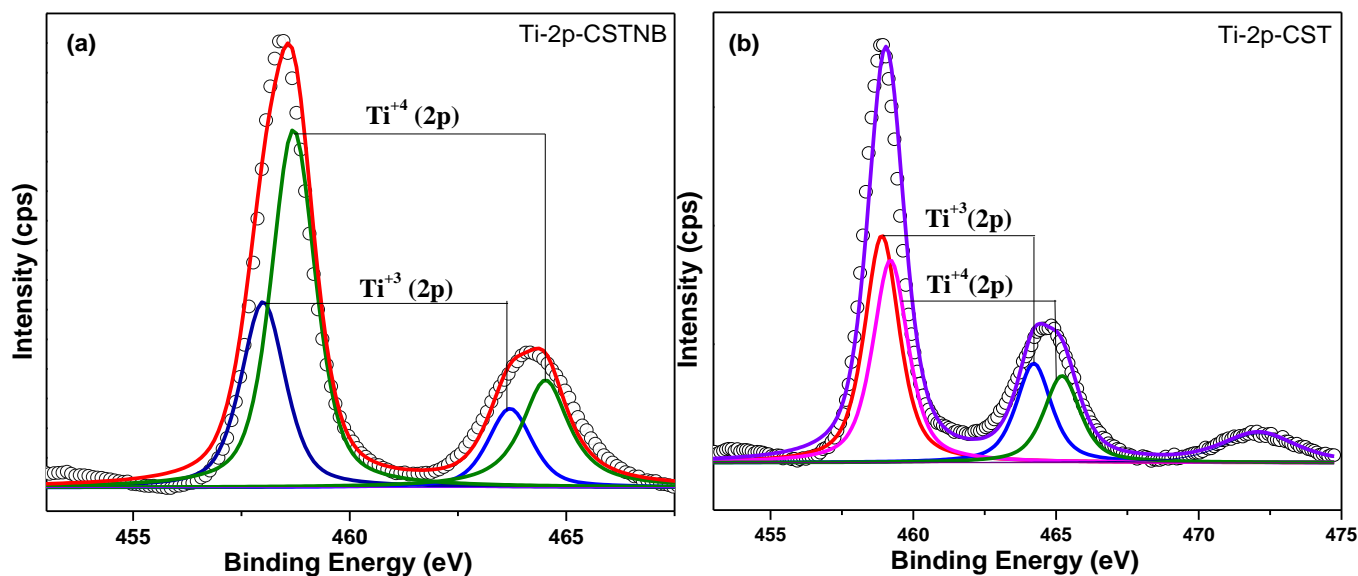 (a)
Ti-2p-CSTNB
Ti+4 (2p)
Ti+3 (2p)
Intensity (cps)
455
460
465
Binding Energy (eV)
(b)
Ti-2p-CST
Ti+3(2p)
Ti+4(2p)
Intensity (cps)
455
460
465
470
475
Binding Energy (eV)